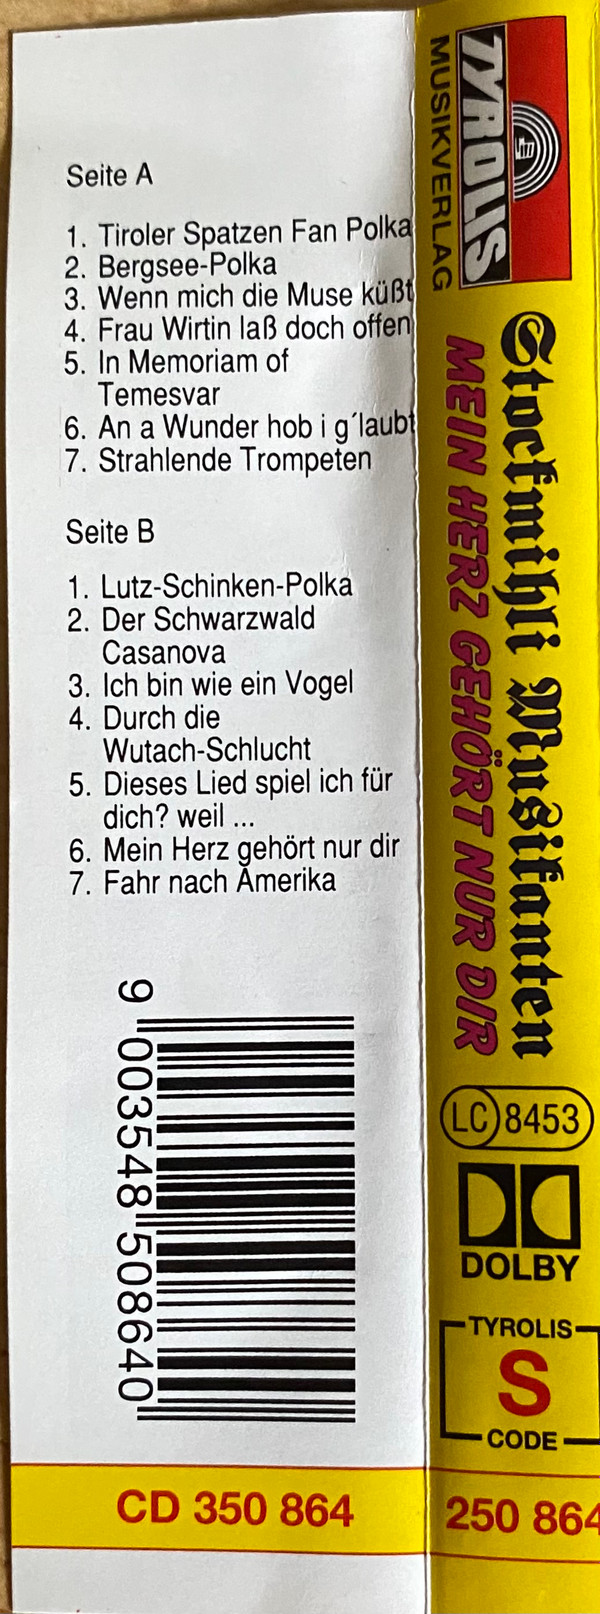 Seite A
1. Tiroler Spatzen Fan Polka
2. Bergsee-Polka
3. Wenn mich die Muse küßt
4. Frau Wirtin laß doch offen
5. In Memoriam of
Temesvar
6. An a Wunder hob i g´laubt
7. Strahlende Trompeten
Seite B
1. Lutz-Schinken-Polka
2. Der Schwarzwald
Casanova
3. Ich bin wie ein Vogel
4. Durch die
Wutach-Schlucht
5. Dieses Lied spiel ich für
dich? weil ...
6. Mein Herz gehört nur dir
7. Fahr nach Amerika
9 003548 508640
CD 350 864
TYROLIS
MUSIKVERLAG
Stockmihli Musikanten
MEIN HERZ GEHÖRT NUR DIR
LC 8453
DOLBY
TYROLIS
S
CODE
250 864